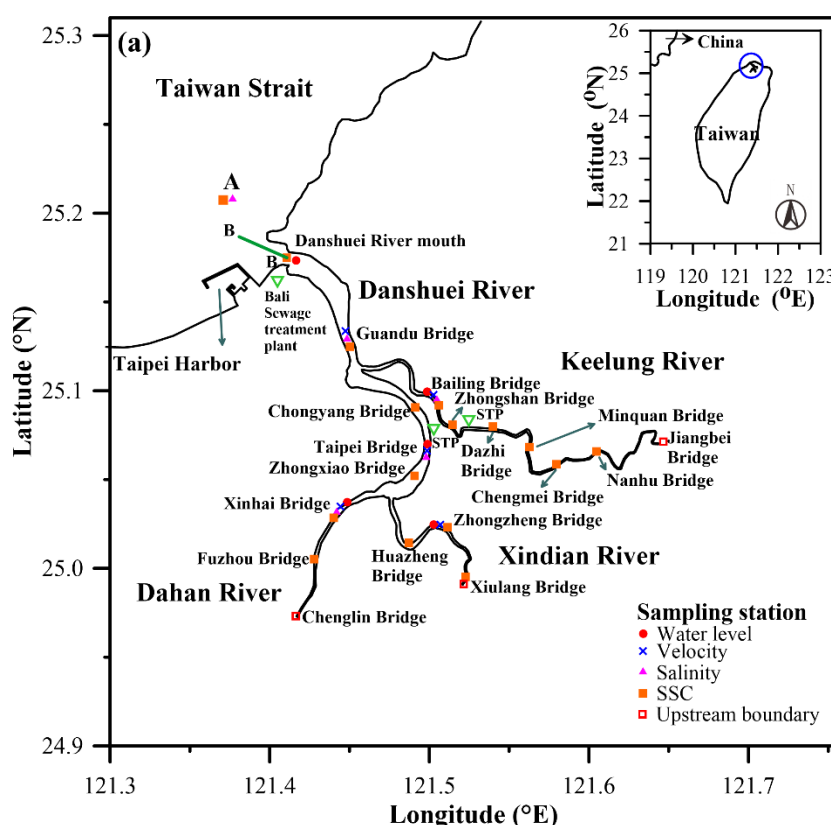 (a)
25.3
25.2
25.1
25.0
24.9
Latitude (°N)
121.3
121.4
121.5
121.6
121.7
Longitude (°E)
Taiwan Strait
A
B
B
Danshuei River mouth
Bali
Sewage
treatment
plant
Taipei Harbor
Danshuei River
Guandu Bridge
Keelung River
Bailing Bridge
Zhongshan Bridge
STP
Minquan Bridge
Chongyang Bridge
Taipei Bridge
STP
Dazhi
Bridge
Jiangbei
Bridge
Zhongxiao Bridge
Chengmei Bridge
Nanhu Bridge
Xinhai Bridge
Zhongzheng Bridge
Fuzhou Bridge
Huazheng
Bridge
Xindian River
Dahan River
Xiulang Bridge
Chenglin Bridge
Sampling station
Water level
Velocity
Salinity
SSC
Upstream boundary
China
Taiwan
N
26
25
24
23
22
21
Latitude (°N)
119
120
121
122
123
Longitude (°E)